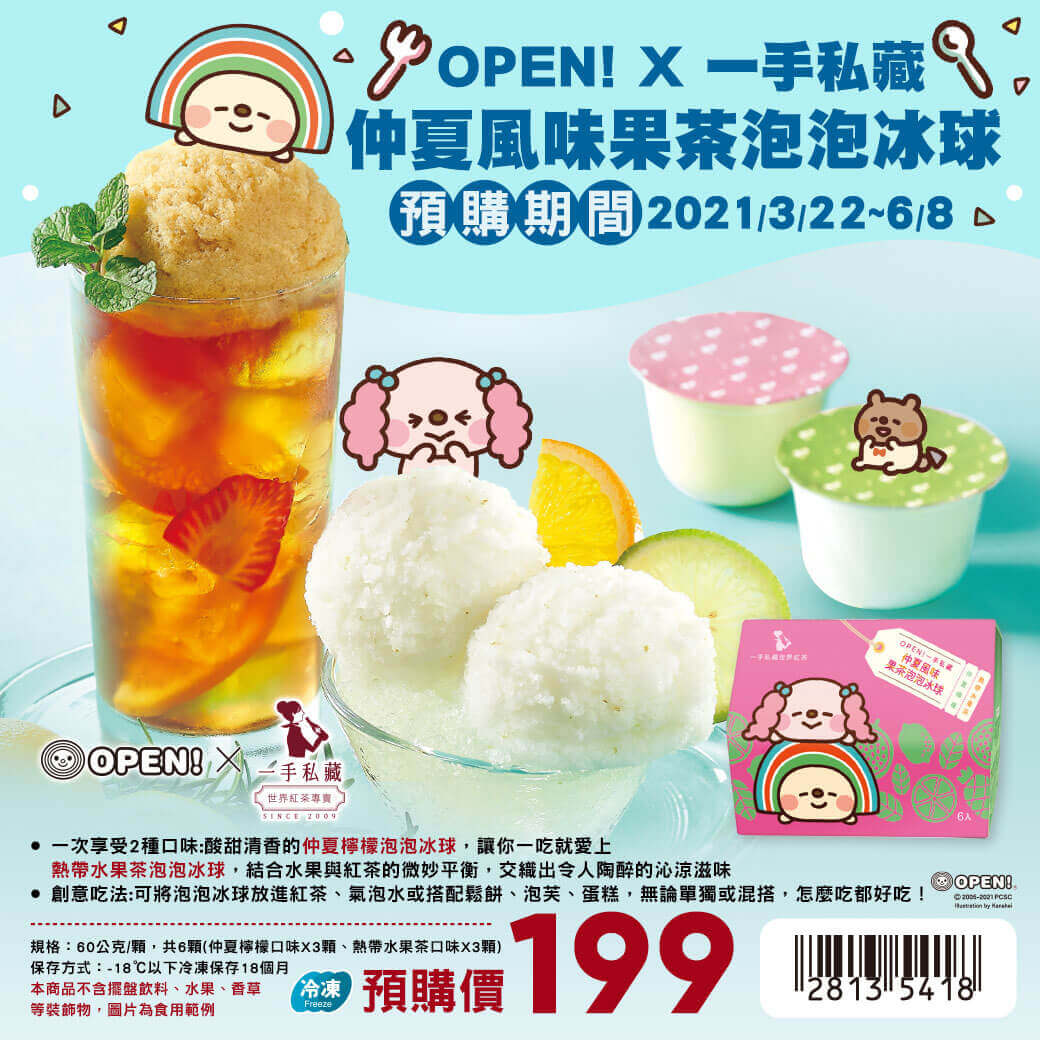 OPEN! X 一手私藏
仲夏風味果茶泡泡冰球
預購期間2021/3/22~6/8
一手私藏世界紅茶
OPEN!一手私藏
仲夏風味
果茶泡泡冰球
6入
OPEN! X 一手私藏
世界紅茶專賣
SINCE 2009
• 一次享受2種口味:酸甜清香的仲夏檸檬泡泡冰球，讓你一吃就愛上
熱帶水果茶泡泡冰球，結合水果與紅茶的微妙平衡，交織出令人陶醉的沁涼滋味
• 創意吃法:可將泡泡冰球放進紅茶、氣泡水或搭配鬆餅、泡芙、蛋糕，無論單獨或混搭，怎麼吃都好吃！
OPEN!
© 2005-2021 PCSC
Illustration by Kanahei
規格：60公克/顆，共6顆(仲夏檸檬口味X3顆、熱帶水果茶口味X3顆)
保存方式：-18℃以下冷凍保存18個月
本商品不含擺盤飲料、水果、香草
等裝飾物，圖片為食用範例
冷凍
Freeze
預購價199
2813 5418